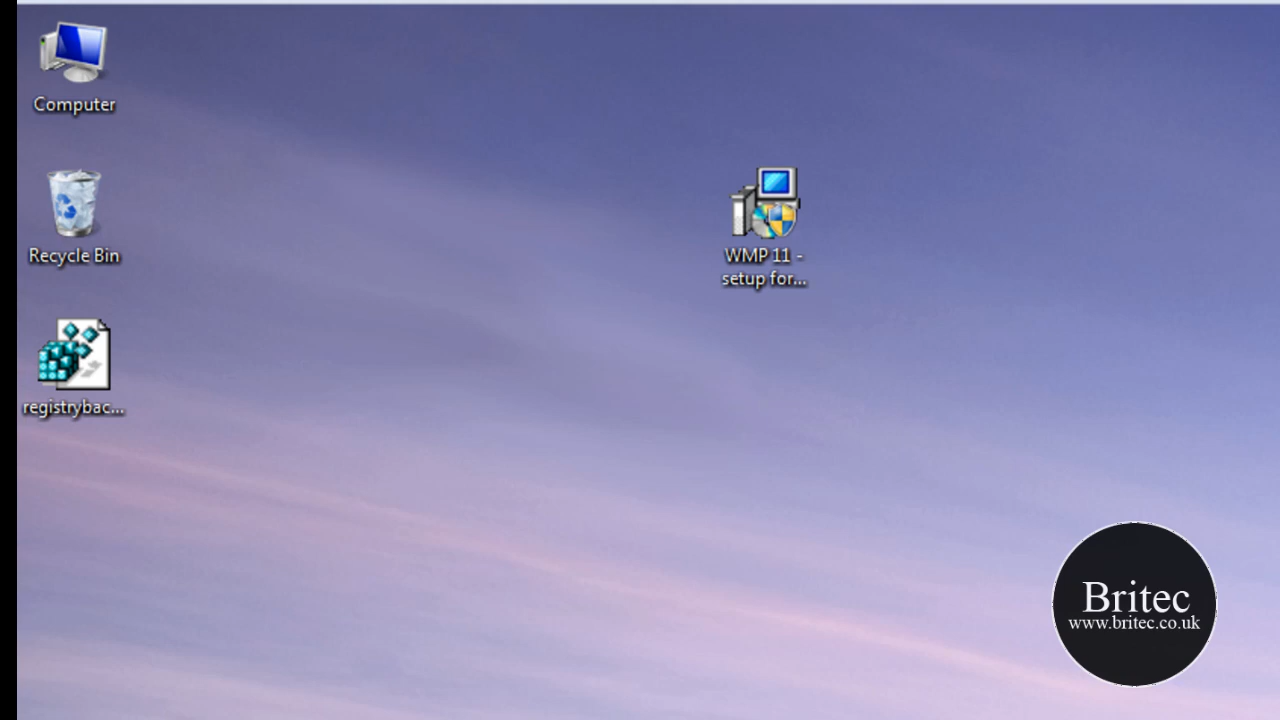 Computer
Recycle Bin
registrybac...
WMP 11 -
setup for...
Britec
www.britec.co.uk